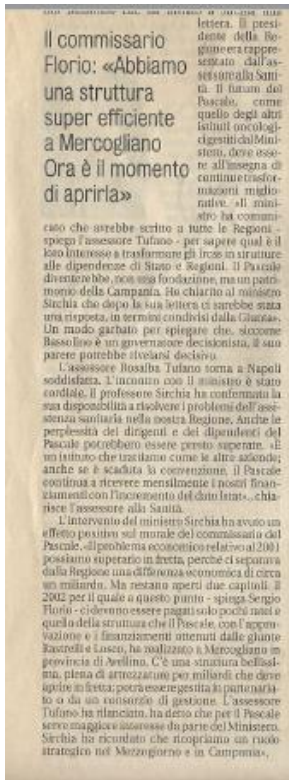 lettera. Il presi-
dente della Re-
gione era rappre-
sentato dall'as-
sessore alla Sani-
tà. Il futuro del
Pascale, come
quello degli altri
istituti oncologi-
ci gestiti dal Mini-
stero, deve esse-
re all'insegna di
continue trasfor-
mazioni miglio-
rative. «Il mini-
stro ha comuni-
Il commissario
Florio: «Abbiamo
una struttura
super efficiente
a Mercogliano
Ora è il momento
di aprirla»
cato che avrebbe scritto a tutte le Regioni -
spiega l'assessore Tufano - per sapere qual è il
loro interesse a trasformare gli Ircss in strutture
alle dipendenze di Stato e Regioni. Il Pascale
diventerebbe, non una fondazione, ma un patri-
monio della Campania. Ho chiarito al ministro
Sirchia che dopo la sua lettera ci sarebbe stata
una risposta, in termini condivisi dalla Giunta».
Un modo garbato per spiegare che, siccome
Bassolino è un governatore decisionista, il suo
parere potrebbe rivelarsi decisivo.
L'assessore Rosalba Tufano torna a Napoli
soddisfatta. L'incontro con il ministro è stato
cordiale. Il professore Sirchia ha confermato la
sua disponibilità a risolvere i problemi dell'assi-
stenza sanitaria nella nostra Regione. Anche le
perplessità dei dirigenti e dei dipendenti del
Pascale potrebbero essere presto superate. «È
un istituto che trattiamo come le altre aziende;
anche se è scaduta la convenzione, il Pascale
continua a ricevere mensilmente i nostri finan-
ziamenti con l'incremento del dato Istat», chia-
risce l'assessore alla Sanità.
L'intervento del ministro Sirchia ha avuto un
effetto positivo sul morale del commissario del
Pascale. «Il problema economico relativo al 2001
possiamo superarlo in fretta, perché ci separava
dalla Regione una differenza economica di circa
un miliardo. Ma restano aperti due capitoli. Il
2002 per il quale a questo punto - spiega Sergio
Florio - ci devono essere pagati solo pochi ratei e
quello della struttura che il Pascale, con l'appro-
vazione e i finanziamenti ottenuti dalle giunte
Rastrelli e Losco, ha realizzato a Mercogliano in
provincia di Avellino. C'è una struttura bellissi-
ma, piena di attrezzature per miliardi che deve
aprire in fretta; potrà essere gestita in partenaria-
to o da un consorzio di gestione. L'assessore
Tufano ha rilanciato, ha detto che per il Pascale
serve maggiore interesse da parte del Ministero.
Sirchia ha ricordato che ricopriamo un ruolo
strategico nel Mezzogiorno e in Campania».